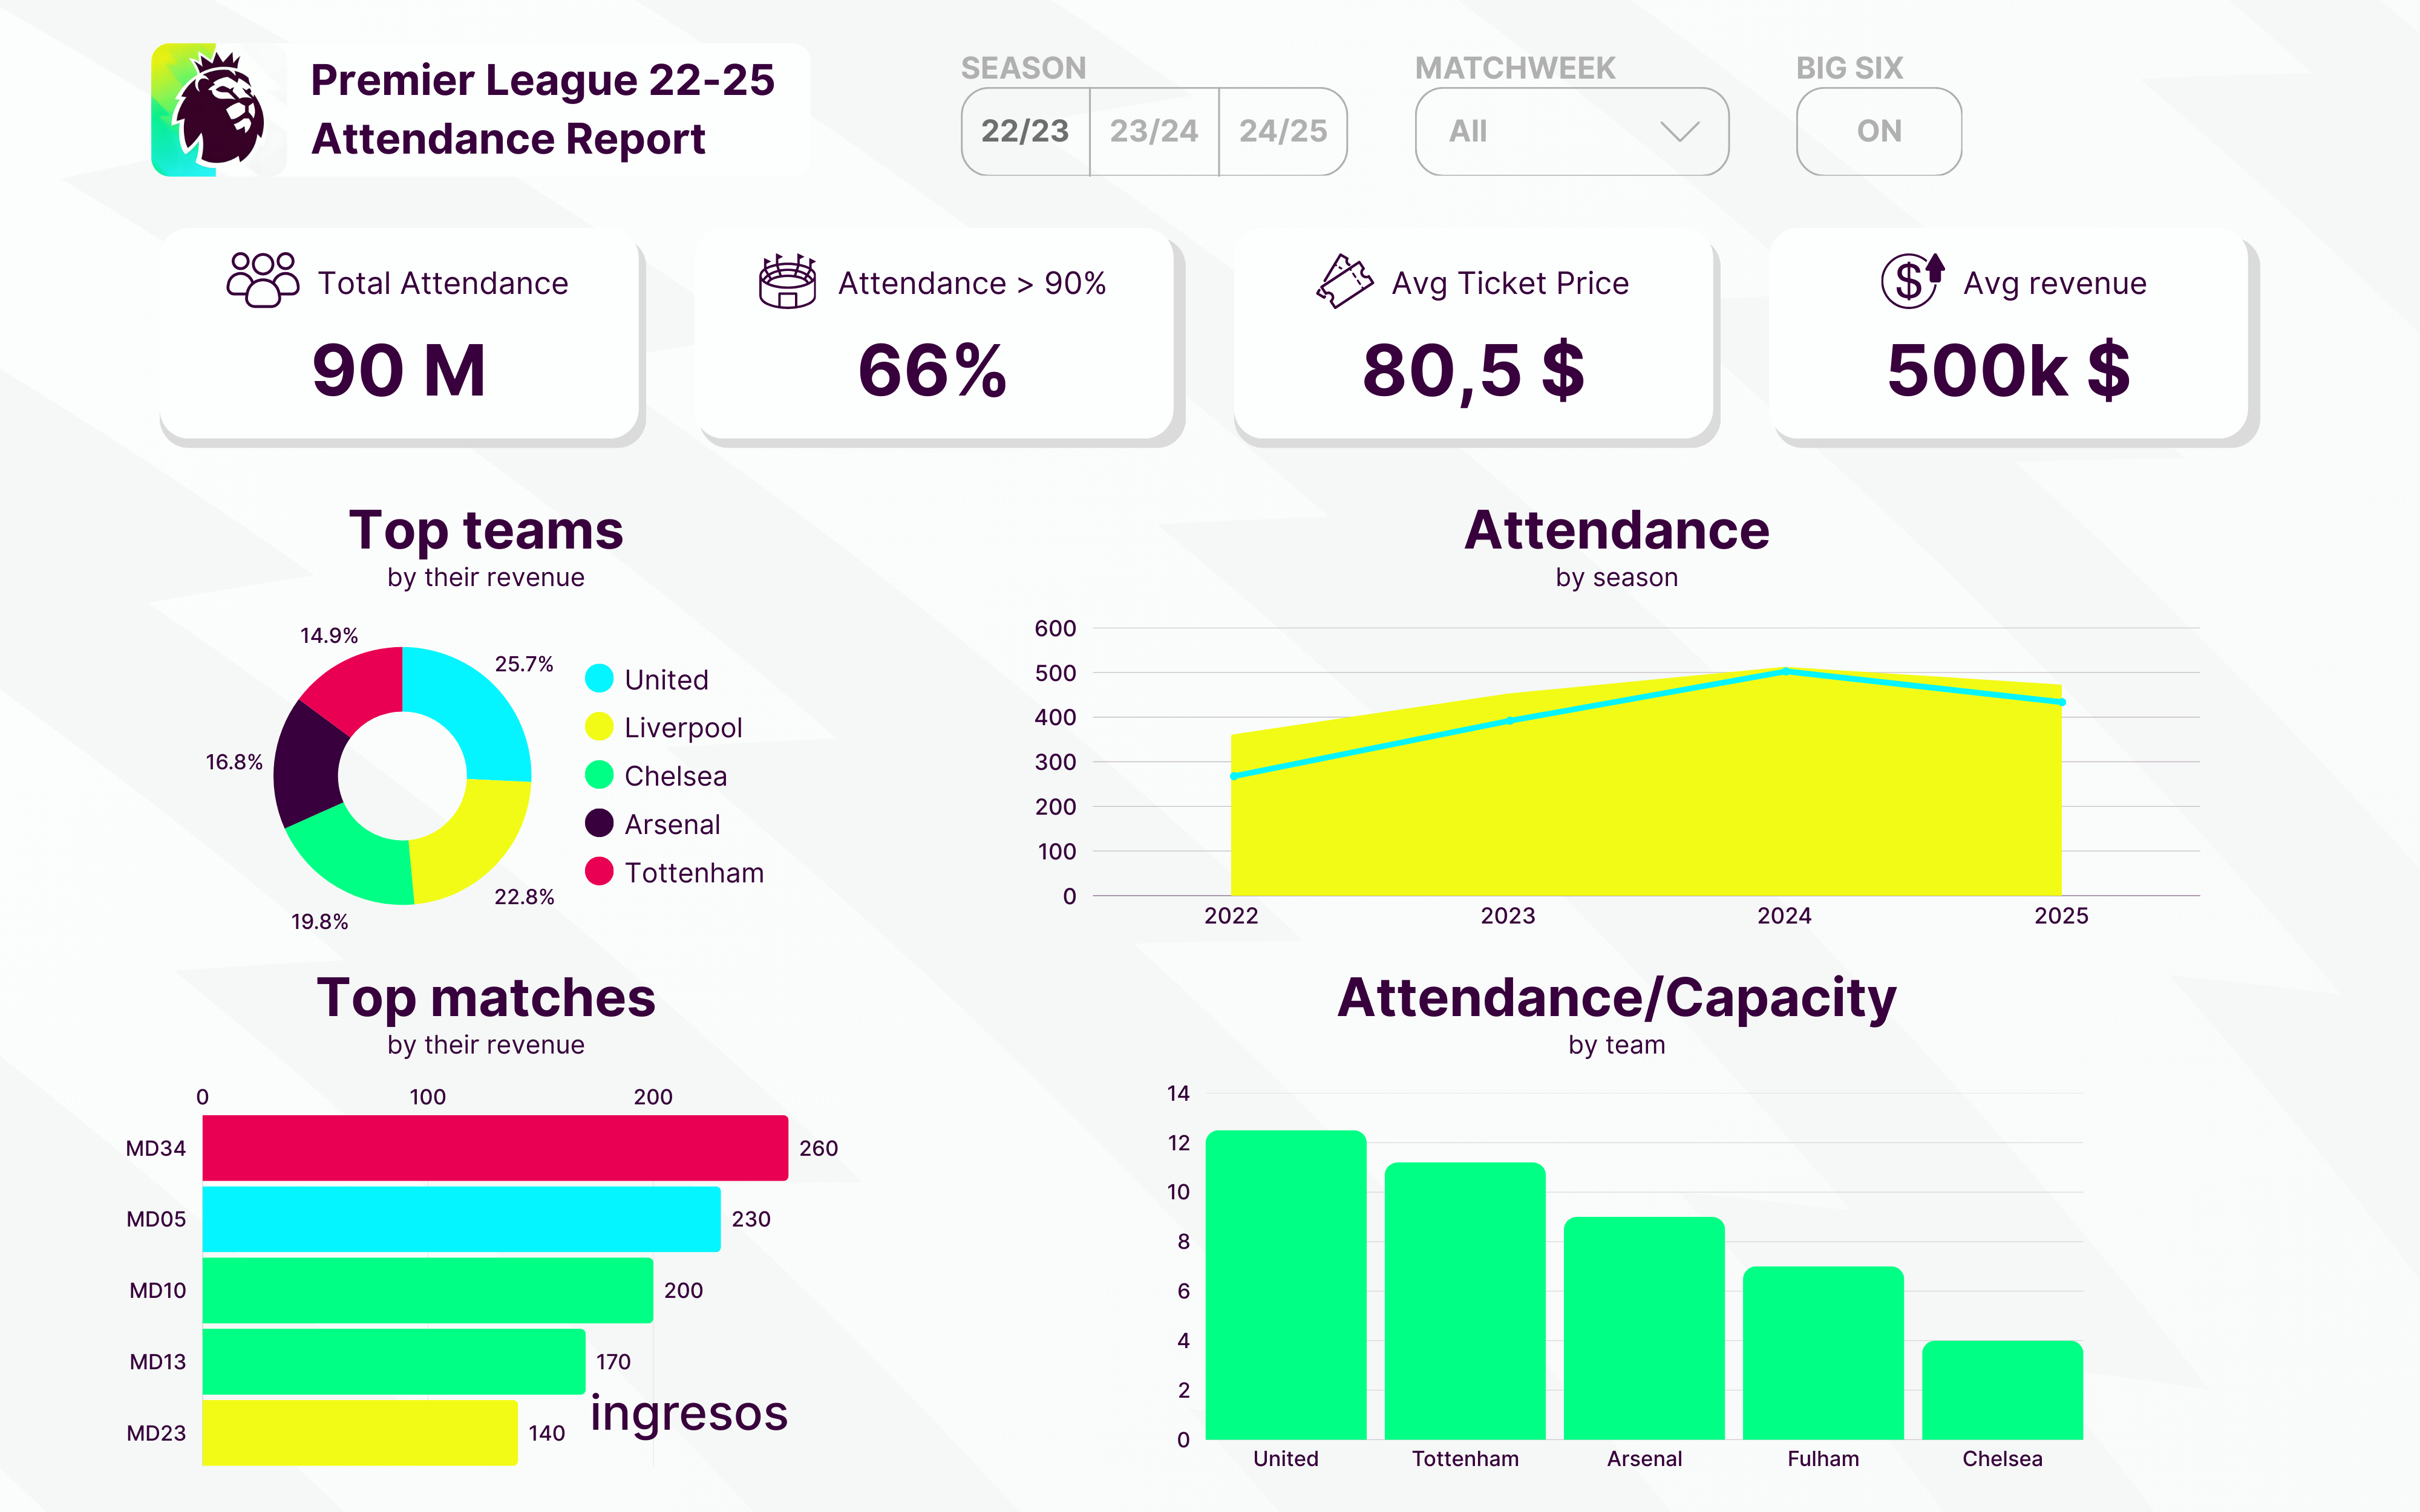 Premier League 22-25
Attendance Report
SEASON
22/23 23/24 24/25
MATCHWEEK
All
BIG SIX
ON
Total Attendance
90 M
Attendance > 90%
66%
Avg Ticket Price
80,5 $
Avg revenue
500k $
Top teams
by their revenue
14.9%
25.7%
16.8%
22.8%
19.8%
United
Liverpool
Chelsea
Arsenal
Tottenham
Attendance
by season
600
500
400
300
200
100
0
2022 2023 2024 2025
Top matches
by their revenue
0 100 200
MD34 260
MD05 230
MD10 200
MD13 170
ingresos
MD23 140
Attendance/Capacity
by team
14
12
10
8
6
4
2
0
United Tottenham Arsenal Fulham Chelsea